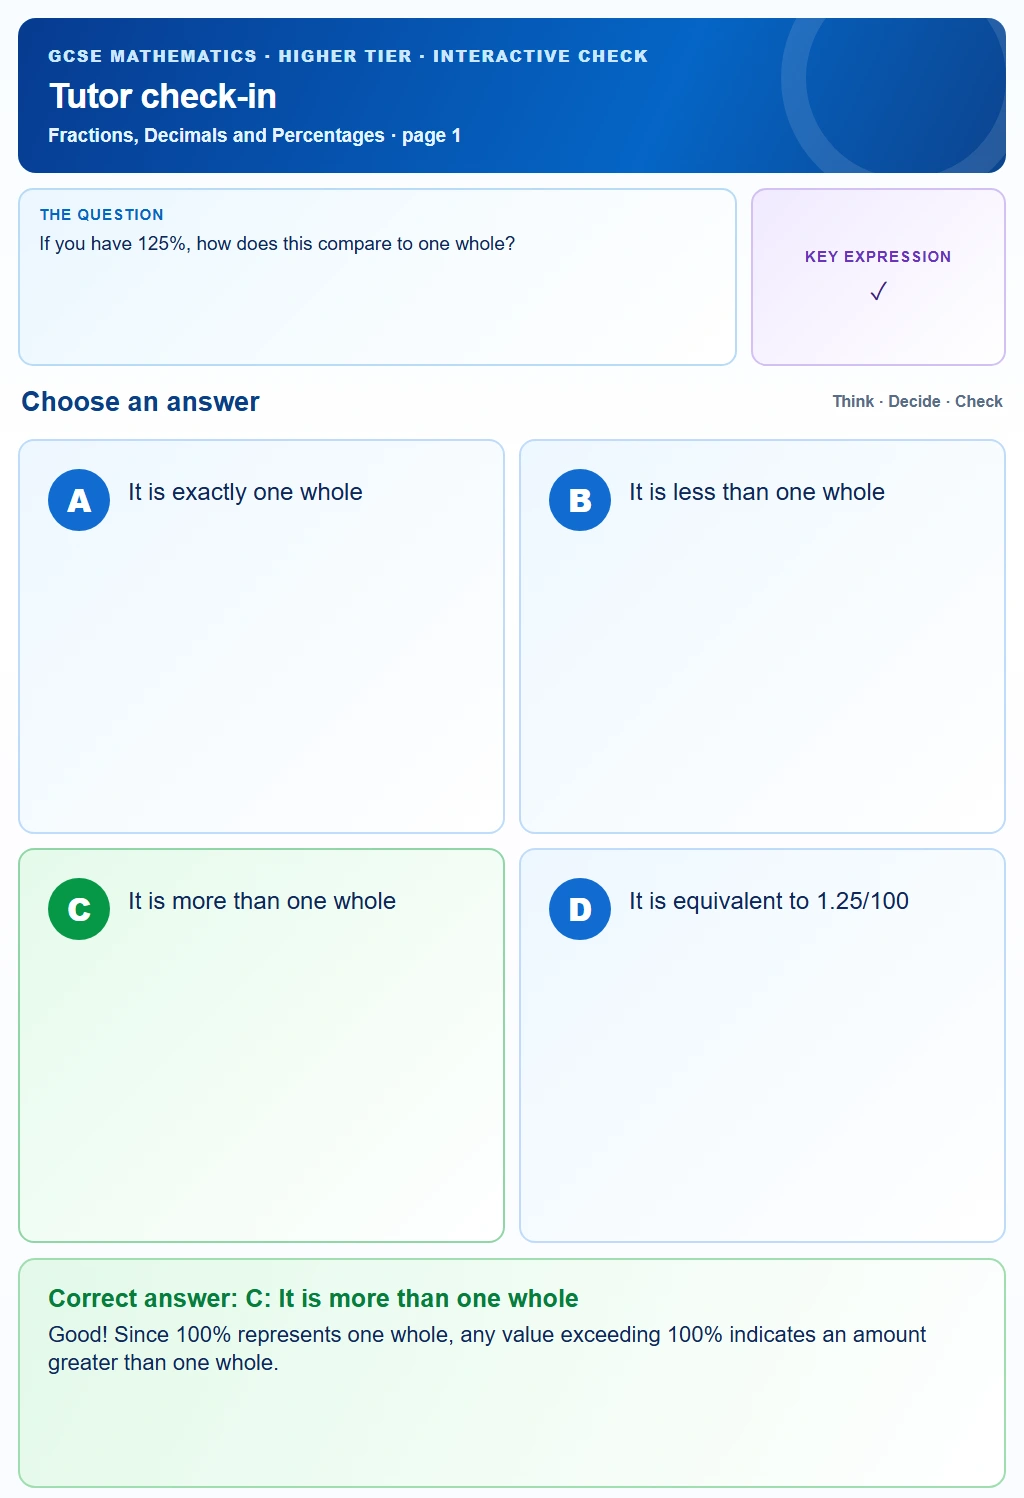 GCSE MATHEMATICS · HIGHER TIER · INTERACTIVE CHECK
Tutor check-in
Fractions, Decimals and Percentages · page 1
THE QUESTION
If you have 125%, how does this compare to one whole?
KEY EXPRESSION
✓
Choose an answer
Think · Decide · Check
A It is exactly one whole
B It is less than one whole
C It is more than one whole
D It is equivalent to 1.25/100
Correct answer: C: It is more than one whole
Good! Since 100% represents one whole, any value exceeding 100% indicates an amount
greater than one whole.